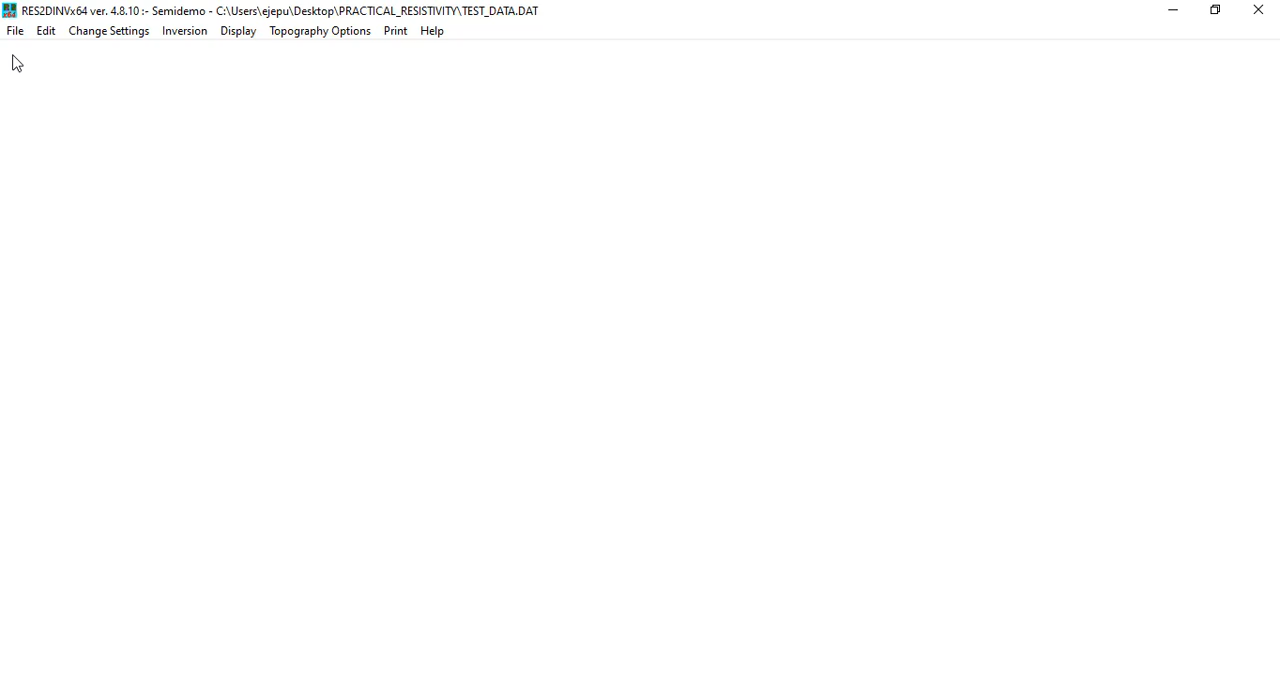 RES2DINVx64 ver. 4.8.10 :- Semidemo - C:\Users\ejepu\Desktop\PRACTICAL_RESISTIVITY\TEST_DATA.DAT
File Edit Change Settings Inversion Display Topography Options Print Help